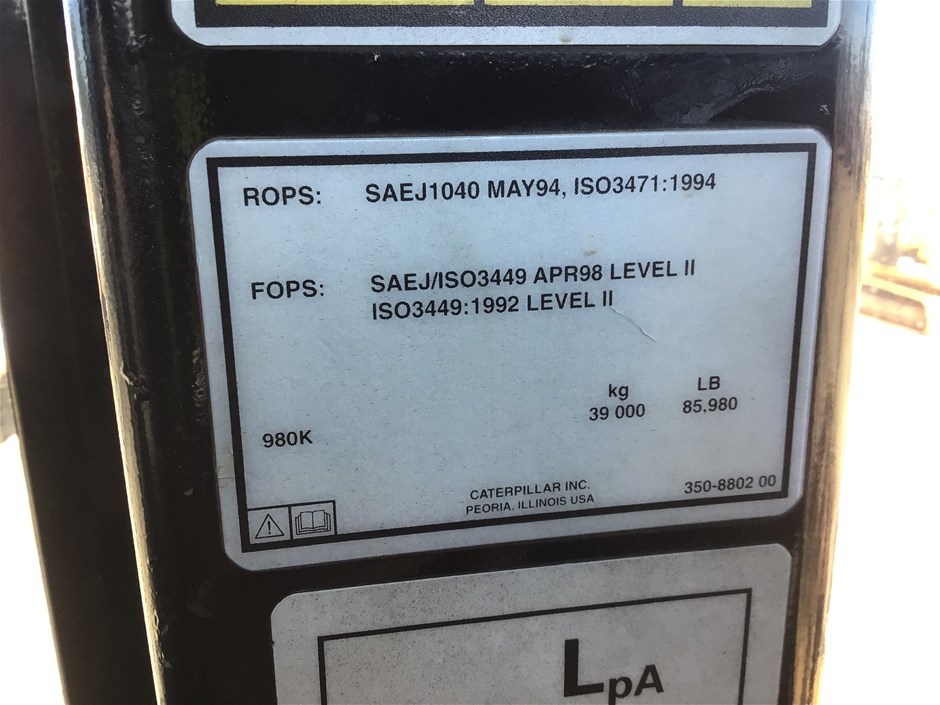 ROPS: SAEJ1040 MAY94, ISO3471:1994
FOPS: SAEJ/ISO3449 APR98 LEVEL II
ISO3449:1992 LEVEL II
kg LB
39 000 85,980
980K
CATERPILLAR INC. 350-8802 00
PEORIA, ILLINOIS USA
LpA